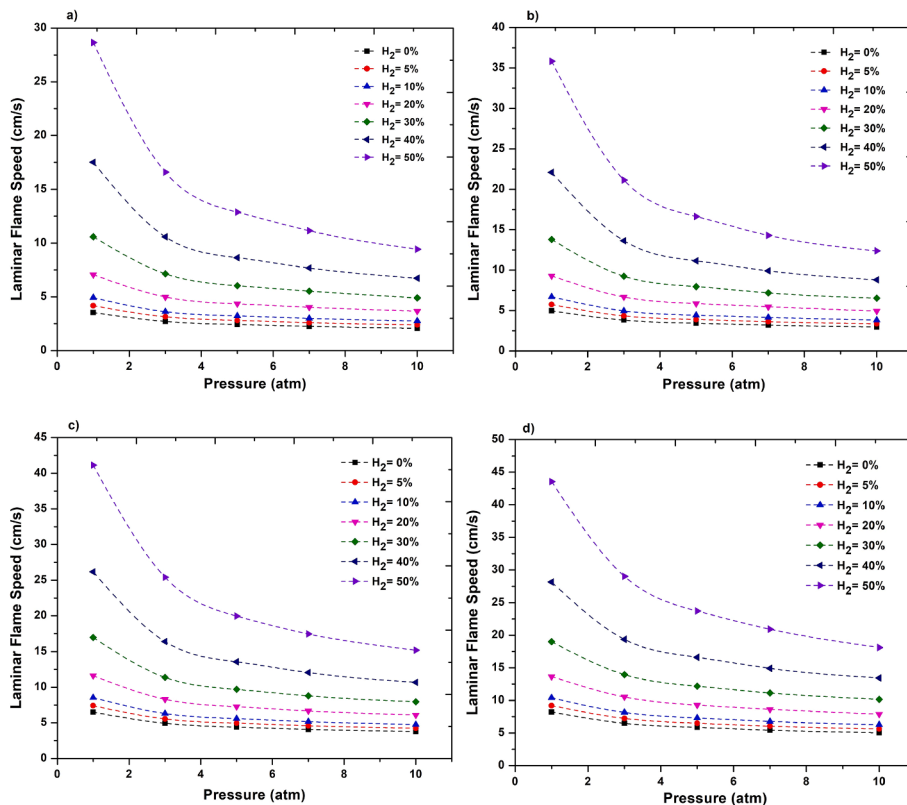 a)
30
25
20
15
10
5
0
Laminar Flame Speed (cm/s)
H2= 0%
H2= 5%
H2= 10%
H2= 20%
H2= 30%
H2= 40%
H2= 50%
0 2 4 6 8 10
Pressure (atm)
b)
40
35
30
25
20
15
10
5
0
Laminar Flame Speed (cm/s)
H2= 0%
H2= 5%
H2= 10%
H2= 20%
H2= 30%
H2= 40%
H2= 50%
0 2 4 6 8 10
Pressure (atm)
c)
45
40
35
30
25
20
15
10
5
0
Laminar Flame Speed (cm/s)
H2= 0%
H2= 5%
H2= 10%
H2= 20%
H2= 30%
H2= 40%
H2= 50%
0 2 4 6 8 10
Pressure (atm)
d)
50
45
40
35
30
25
20
15
10
5
0
Laminar Flame Speed (cm/s)
H2= 0%
H2= 5%
H2= 10%
H2= 20%
H2= 30%
H2= 40%
H2= 50%
0 2 4 6 8 10
Pressure (atm)